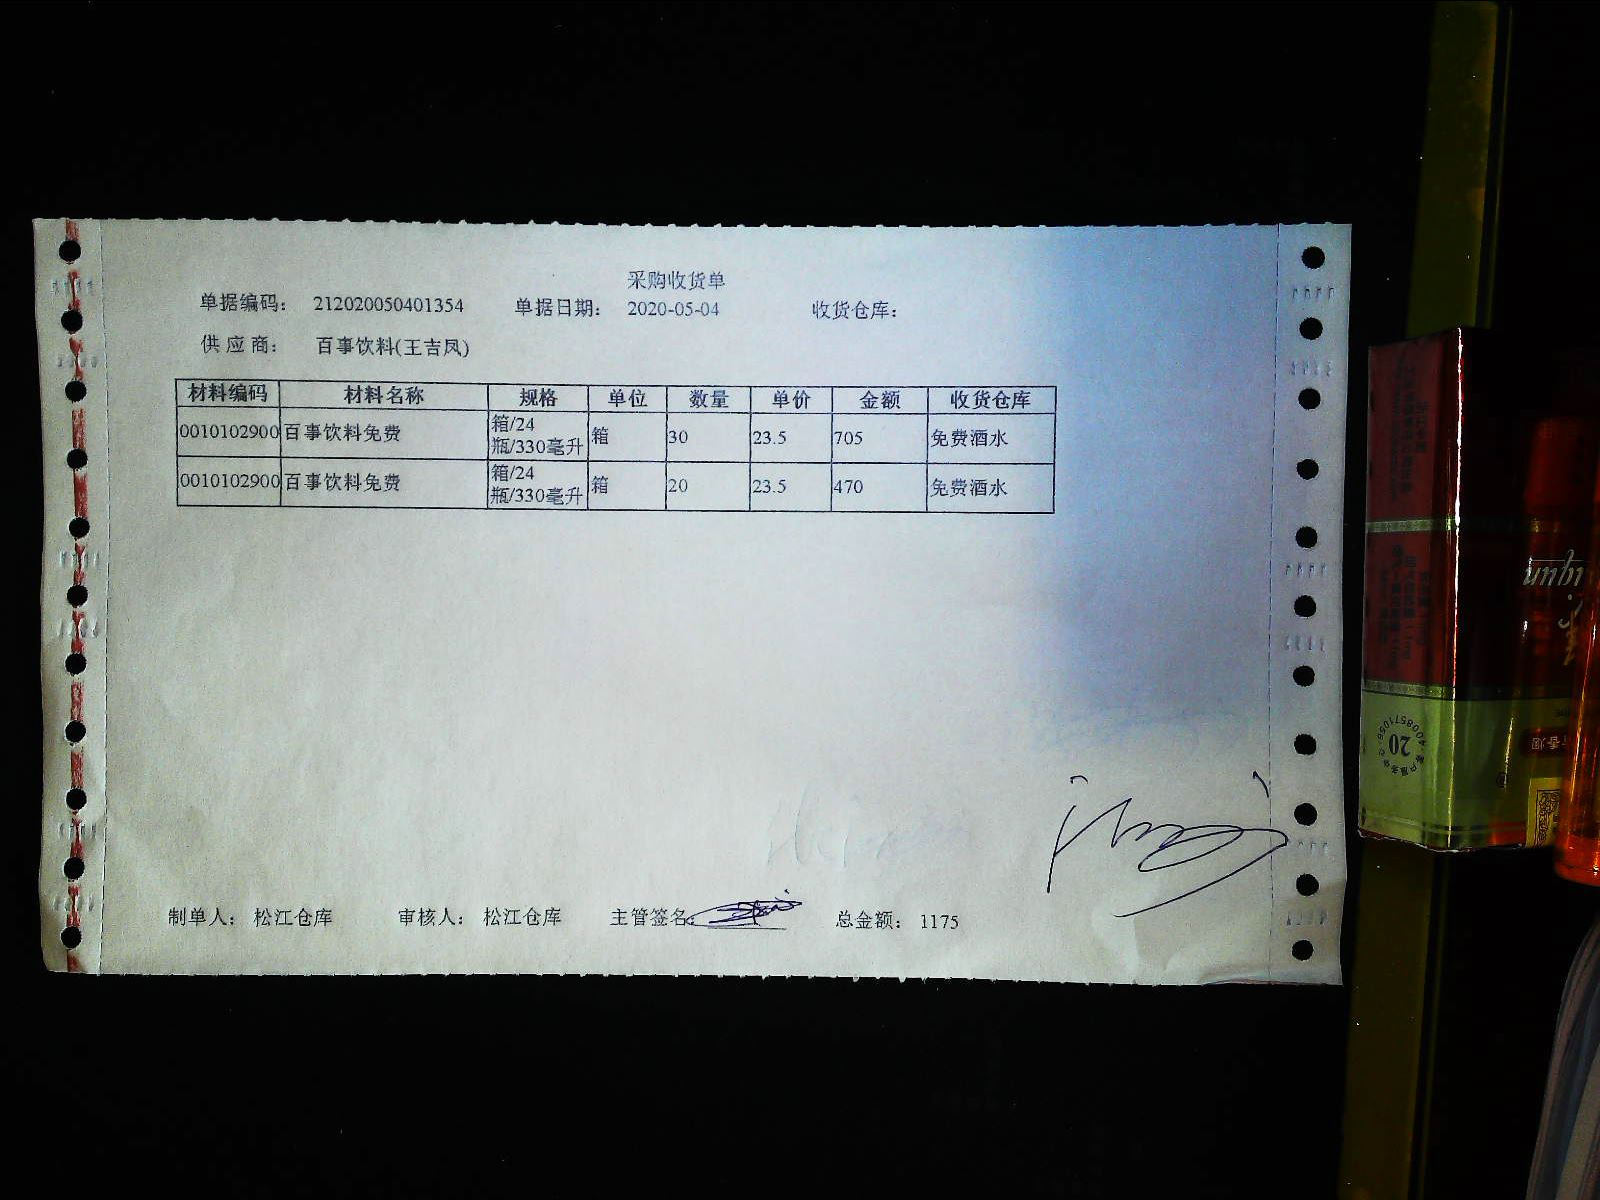 采购收货单
单据编码： 212020050401354 单据日期： 2020-05-04 收货仓库：
供 应 商： 百事饮料(王吉凤)
材料编码 材料名称 规格 单位 数量 单价 金额 收货仓库
0010102900 百事饮料免费 箱/24瓶/330毫升 箱 30 23.5 705 免费酒水
0010102900 百事饮料免费 箱/24瓶/330毫升 箱 20 23.5 470 免费酒水
制单人： 松江仓库 审核人： 松江仓库 主管签名: 总金额： 1175
20
4008571056